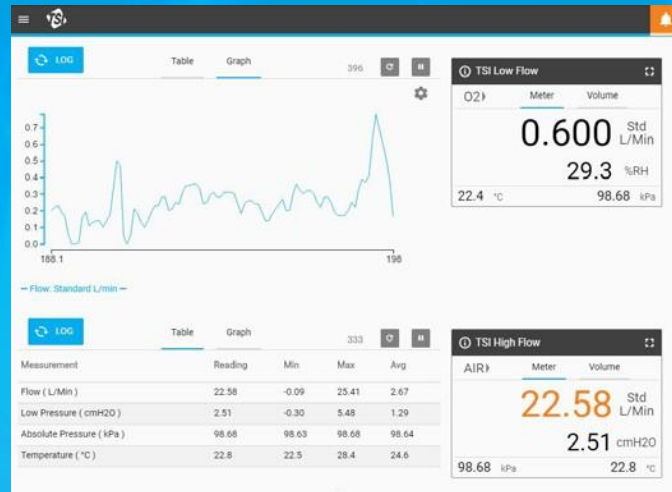 TSI
LOG Table Graph 396
0.7
0.6
0.5
0.4
0.3
0.2
0.1
0.0
188.1 198
Flow: Standard L/min
TSI Low Flow
O2 Meter Volume
0.600 Std L/Min
29.3 %RH
22.4 °C 98.68 kPa
LOG Table Graph 333
Measurement Reading Min Max Avg
Flow ( L/Min ) 22.58 -0.09 25.41 2.67
Low Pressure ( cmH2O ) 2.51 -0.30 5.48 1.29
Absolute Pressure ( kPa ) 98.68 98.63 98.68 98.64
Temperature ( °C ) 22.8 22.5 28.4 24.6
TSI High Flow
AIR Meter Volume
22.58 Std L/Min
2.51 cmH20
98.68 kPa 22.8 °C